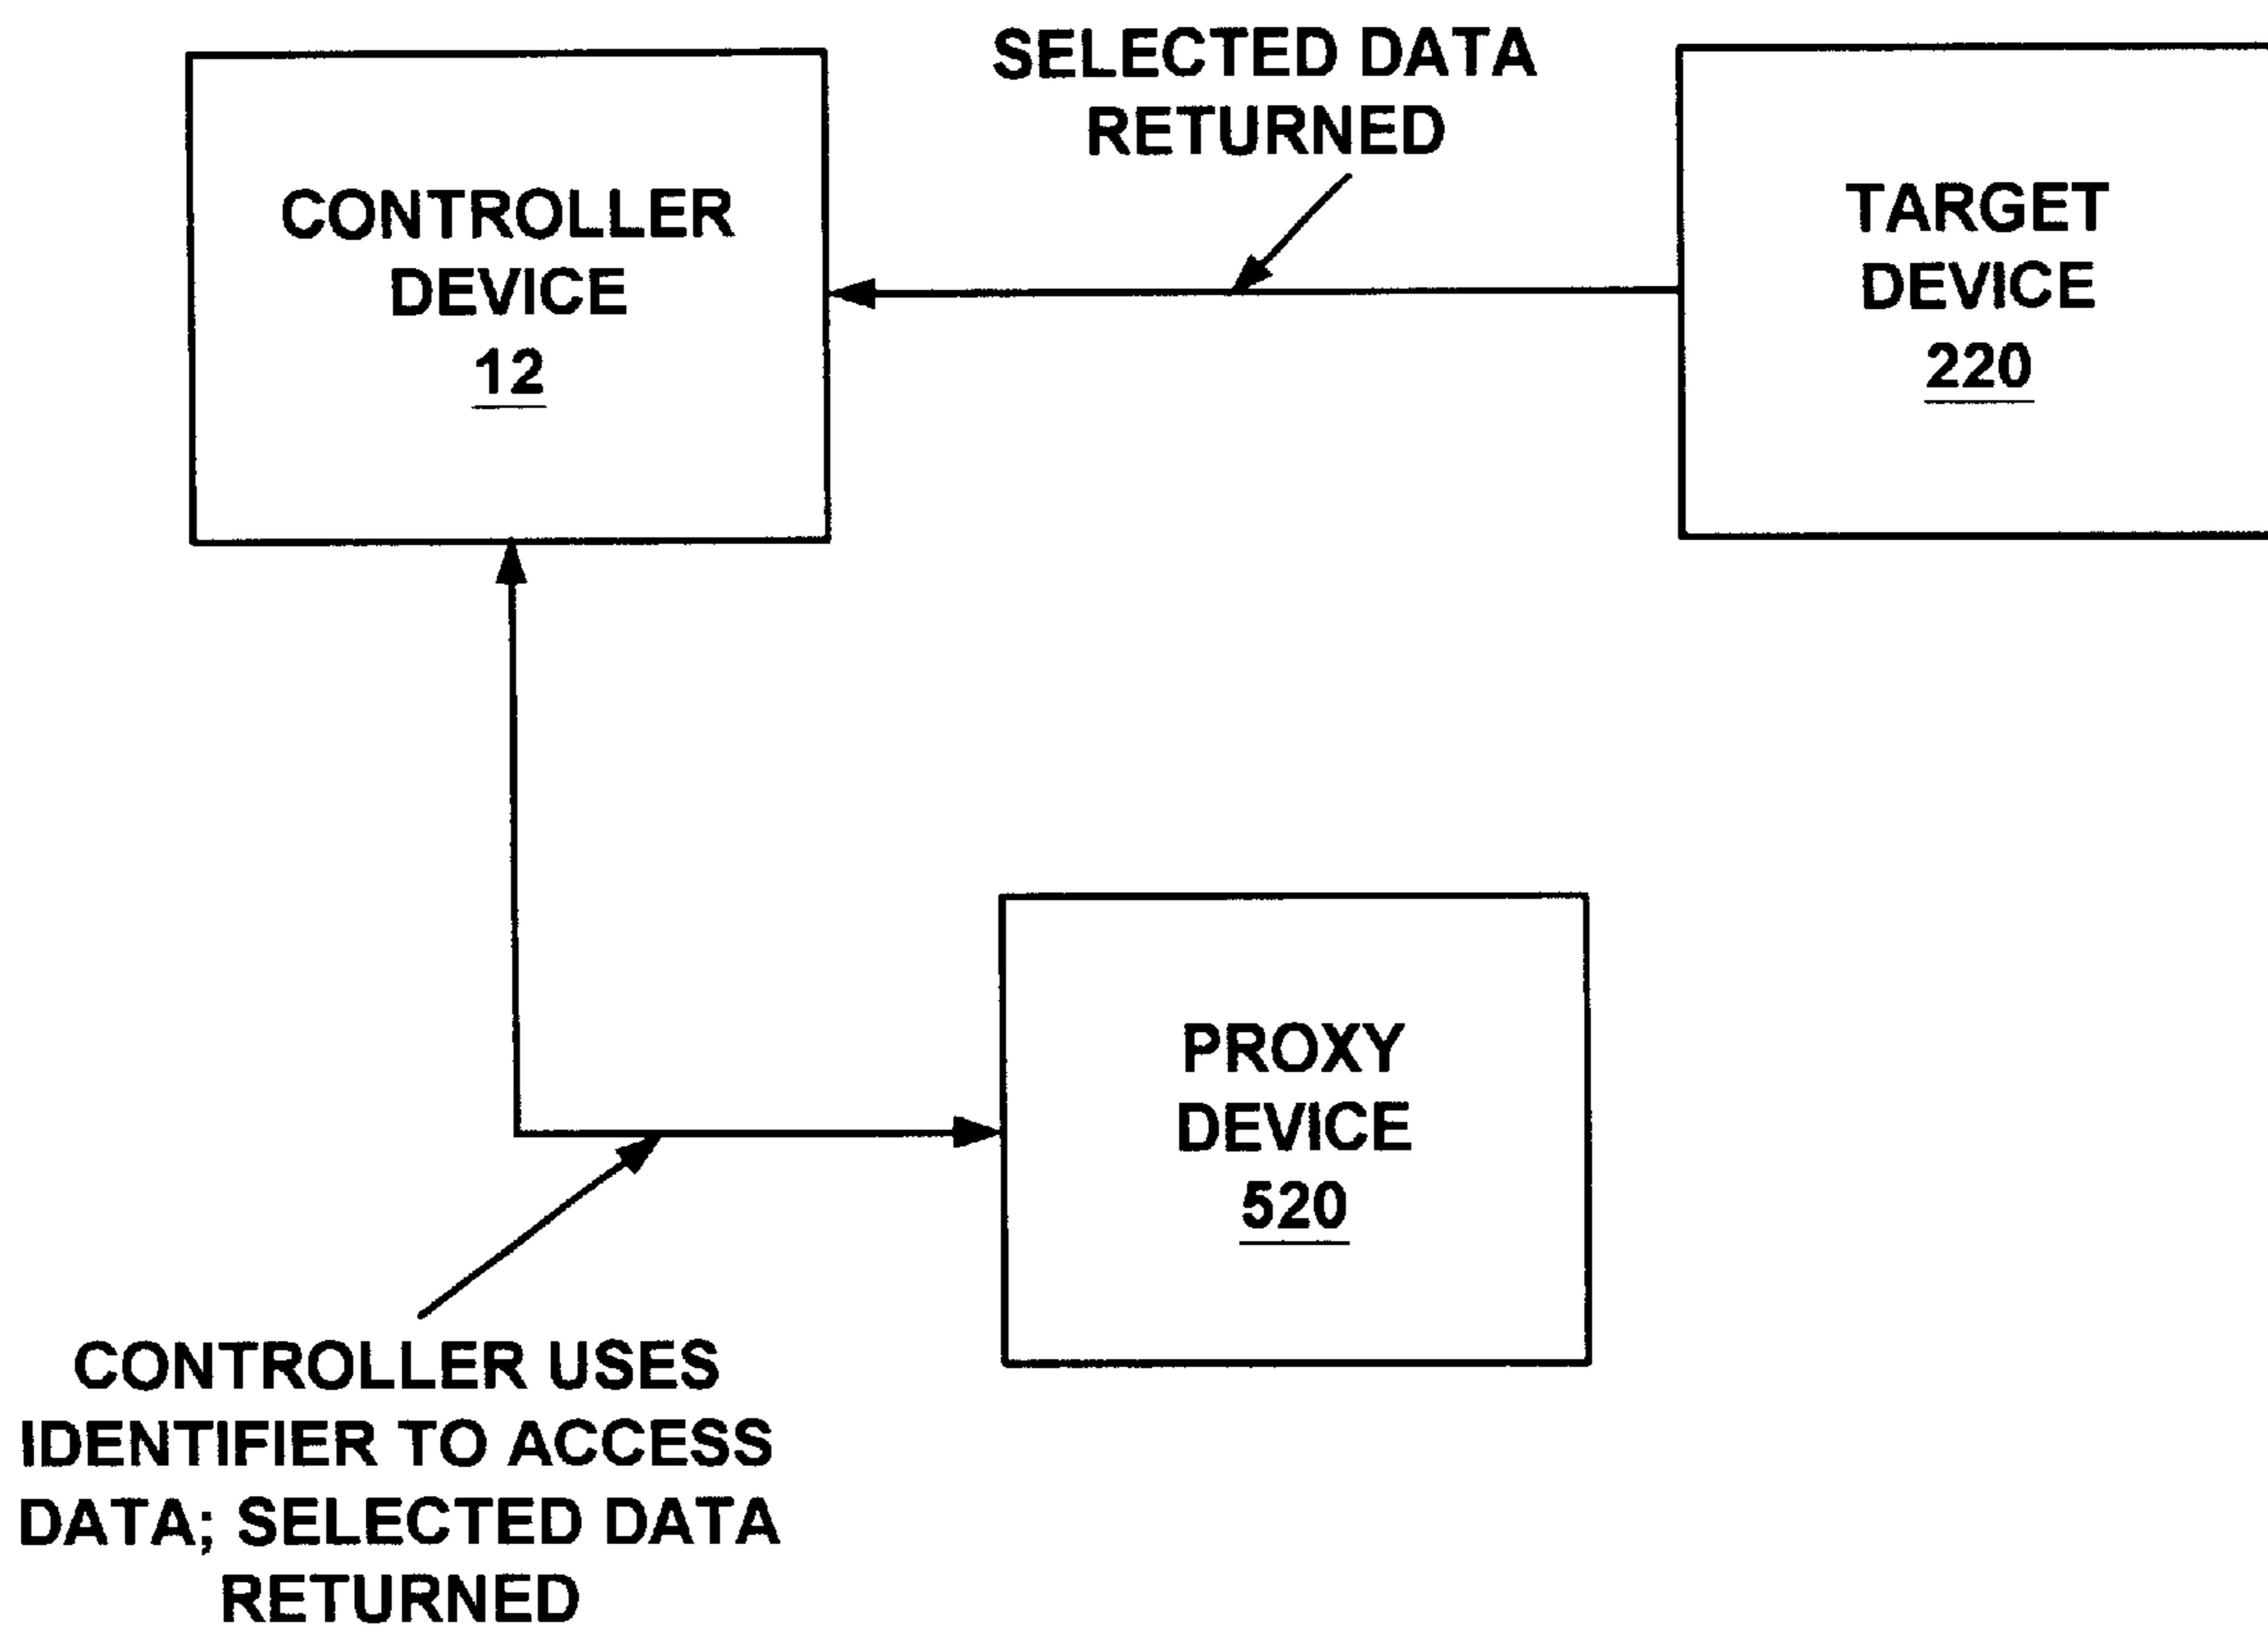 SELECTED DATA
RETURNED
CONTROLLER
DEVICE
12
TARGET
DEVICE
220
PROXY
DEVICE
520
CONTROLLER USES
IDENTIFIER TO ACCESS
DATA; SELECTED DATA
RETURNED